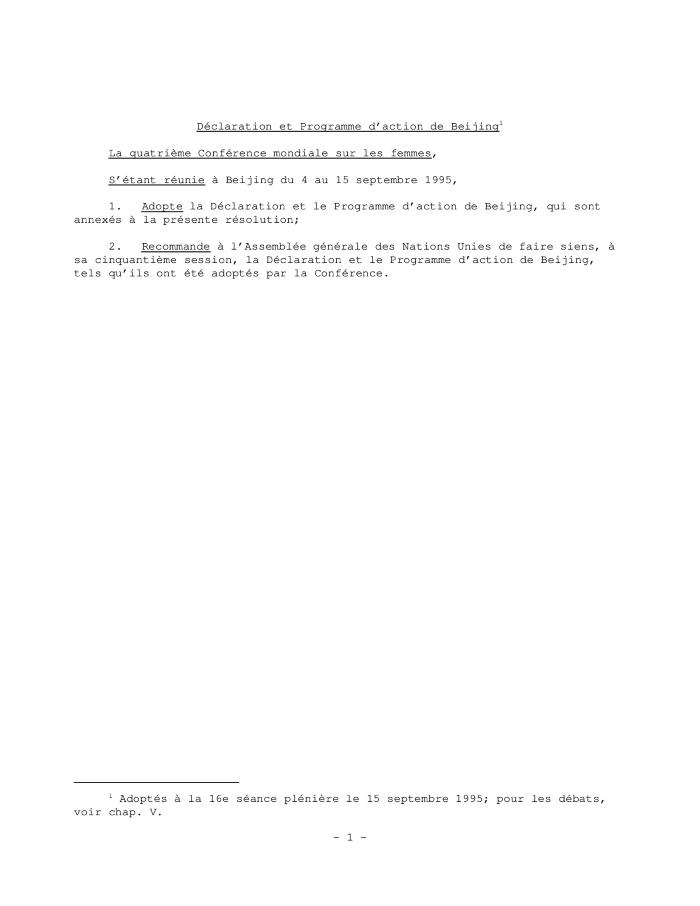 Déclaration et Programme d’action de Beijing¹
La quatrième Conférence mondiale sur les femmes,
S’étant réunie à Beijing du 4 au 15 septembre 1995,
1. Adopte la Déclaration et le Programme d’action de Beijing, qui sont
annexés à la présente résolution;
2. Recommande à l’Assemblée générale des Nations Unies de faire siens, à
sa cinquantième session, la Déclaration et le Programme d’action de Beijing,
tels qu’ils ont été adoptés par la Conférence.
¹ Adoptés à la 16e séance plénière le 15 septembre 1995; pour les débats,
voir chap. V.
– 1 –